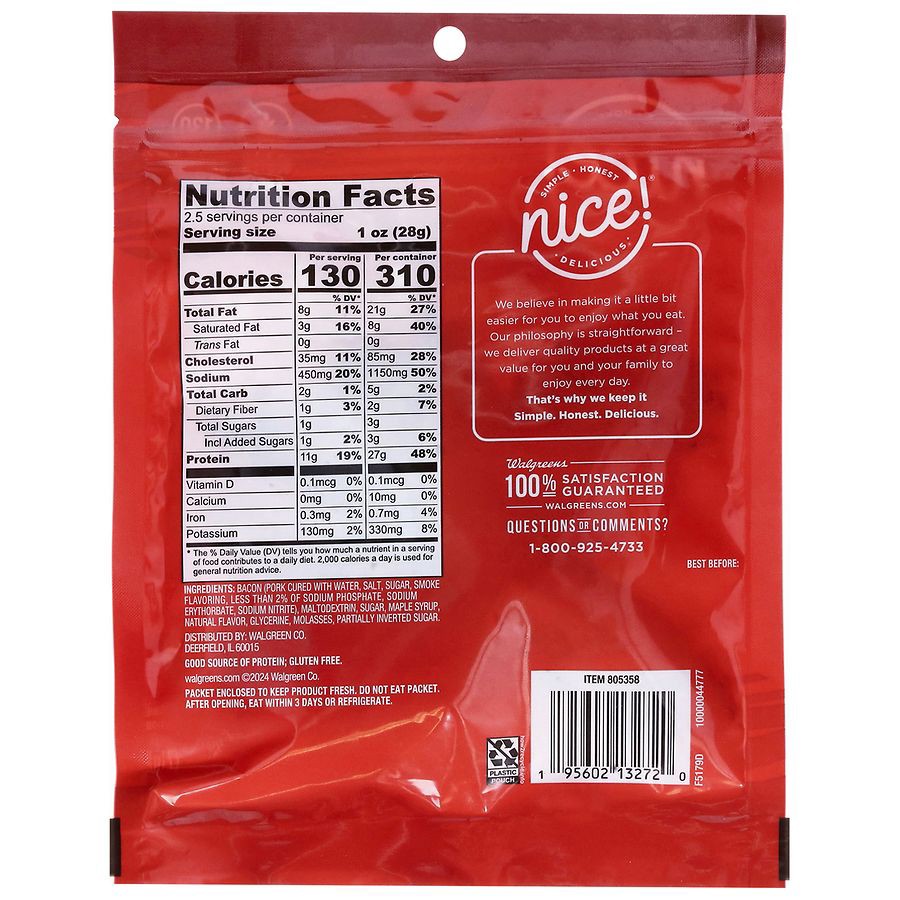 Nutrition Facts
2.5 servings per container
Serving size 1 oz (28g)
Per serving Per container
Calories 130 310
% DV* % DV*
Total Fat 8g 11% 21g 27%
Saturated Fat 3g 16% 8g 40%
Trans Fat 0g 0g
Cholesterol 35mg 11% 85mg 28%
Sodium 450mg 20% 1150mg 50%
Total Carb 2g 1% 5g 2%
Dietary Fiber 1g 3% 2g 7%
Total Sugars 1g 3g
Incl Added Sugars 1g 2% 3g 6%
Protein 11g 19% 27g 48%
Vitamin D 0.1mcg 0% 0.1mcg 0%
Calcium 0mg 0% 10mg 0%
Iron 0.3mg 2% 0.7mg 4%
Potassium 130mg 2% 330mg 8%
* The % Daily Value (DV) tells you how much a nutrient in a serving
of food contributes to a daily diet. 2,000 calories a day is used for
general nutrition advice.
INGREDIENTS: BACON (PORK CURED WITH WATER, SALT, SUGAR, SMOKE
FLAVORING, LESS THAN 2% OF SODIUM PHOSPHATE, SODIUM
ERYTHORBATE, SODIUM NITRITE), MALTODEXTRIN, SUGAR, MAPLE SYRUP,
NATURAL FLAVOR, GLYCERINE, MOLASSES, PARTIALLY INVERTED SUGAR.
DISTRIBUTED BY: WALGREEN CO.
DEERFIELD, IL 60015
GOOD SOURCE OF PROTEIN; GLUTEN FREE.
walgreens.com ©2024 Walgreen Co.
PACKET ENCLOSED TO KEEP PRODUCT FRESH. DO NOT EAT PACKET.
AFTER OPENING, EAT WITHIN 3 DAYS OR REFRIGERATE.
SIMPLE • HONEST
nice!®
• DELICIOUS •
We believe in making it a little bit
easier for you to enjoy what you eat.
Our philosophy is straightforward –
we deliver quality products at a great
value for you and your family to
enjoy every day.
That's why we keep it
Simple. Honest. Delicious.
Walgreens
100% SATISFACTION
GUARANTEED
WALGREENS.COM
QUESTIONS OR COMMENTS?
1-800-925-4733
BEST BEFORE:
ITEM 805358
1 95602 13272 0
F5179D 10000044777
PLASTIC
POUCH
how2recycle.info